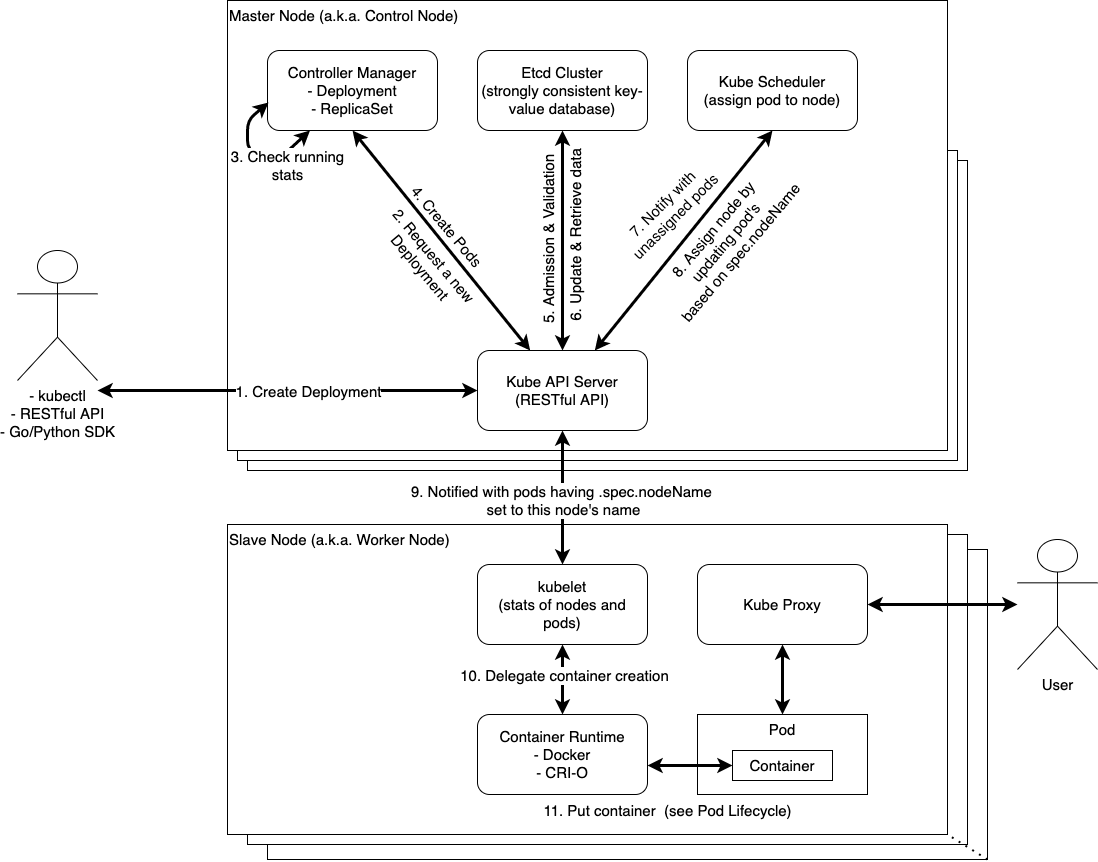 Master Node (a.k.a. Control Node)
Controller Manager
- Deployment
- ReplicaSet
Etcd Cluster
(strongly consistent key-
value database)
Kube Scheduler
(assign pod to node)
3. Check running
stats
4. Create Pods
2. Request a new
Deployment
5. Admission & Validation
6. Update & Retrieve data
7. Notify with
unassigned pods
8. Assign node by
updating pod's
based on spec.nodeName
1. Create Deployment
Kube API Server
(RESTful API)
- kubectl
- RESTful API
- Go/Python SDK
9. Notified with pods having .spec.nodeName
set to this node's name
Slave Node (a.k.a. Worker Node)
kubelet
(stats of nodes and
pods)
Kube Proxy
User
10. Delegate container creation
Container Runtime
- Docker
- CRI-O
Pod
Container
11. Put container (see Pod Lifecycle)